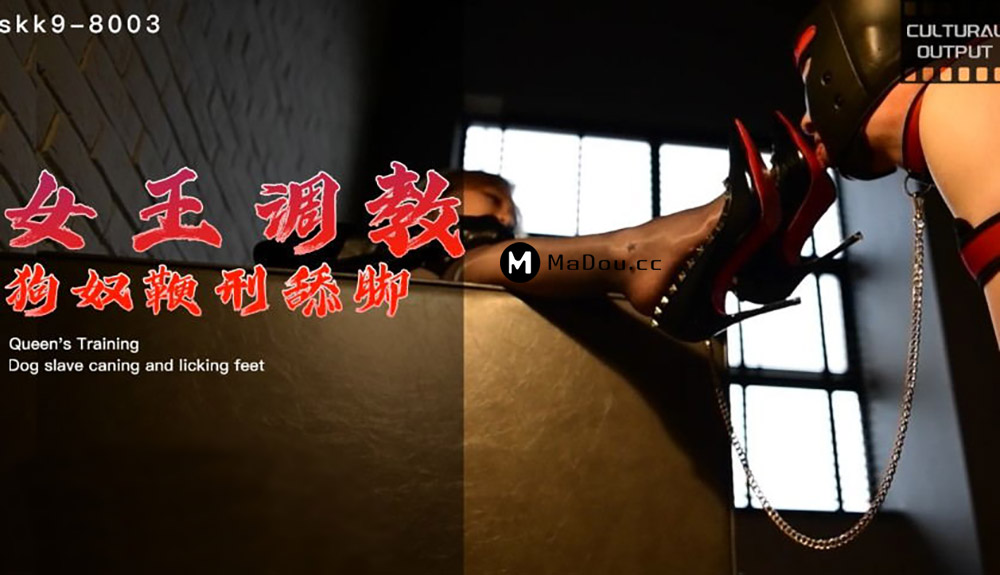 skk9-8003
CULTURAL
OUTPUT
女王调教
MaDou.cc
狗奴鞭刑舔脚
Queen's Training
Dog slave caning and licking feet